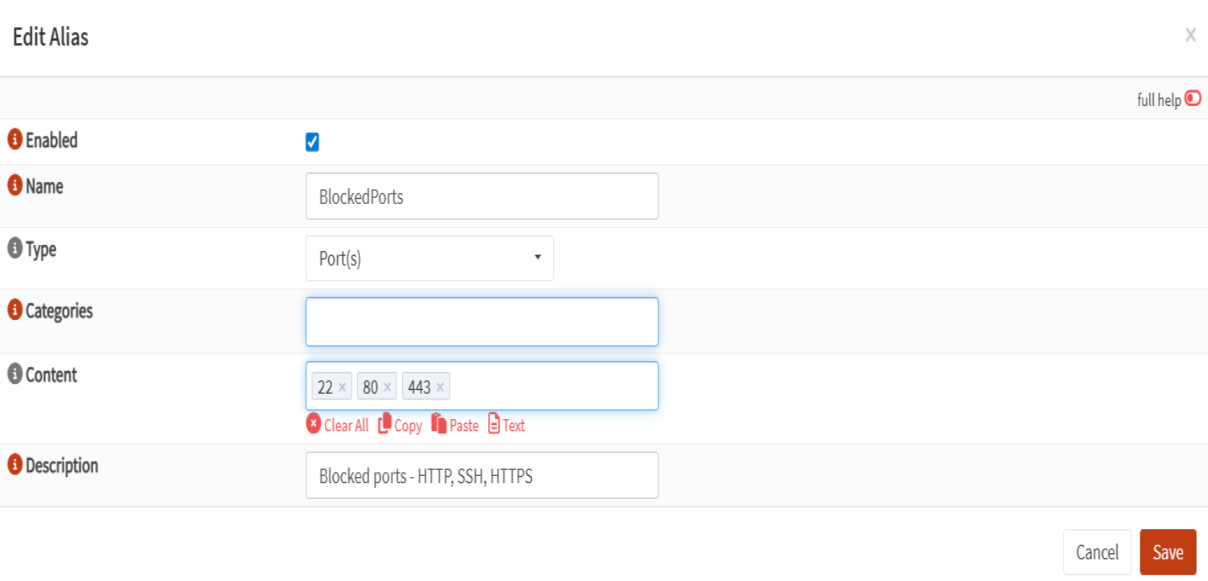 Edit Alias x
full help
Enabled
Name BlockedPorts
Type Port(s)
Categories
Content 22 × 80 × 443 ×
Clear All Copy Paste Text
Description Blocked ports - HTTP, SSH, HTTPS
Cancel Save